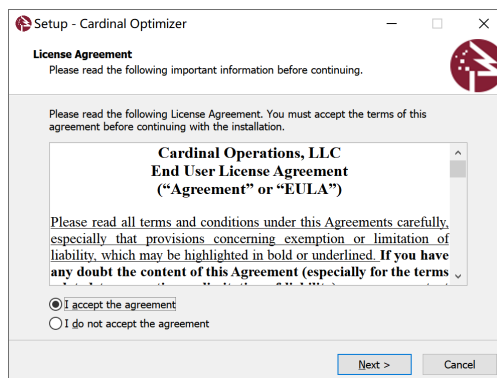 Setup - Cardinal Optimizer
License Agreement
Please read the following important information before continuing.
Please read the following License Agreement. You must accept the terms of this
agreement before continuing with the installation.
Cardinal Operations, LLC
End User License Agreement
(“Agreement” or “EULA”)
Please read all terms and conditions under this Agreements carefully,
especially that provisions concerning exemption or limitation of
liability, which may be highlighted in bold or underlined. If you have
any doubt the content of this Agreement (especially for the terms
I accept the agreement
I do not accept the agreement
Next >
Cancel